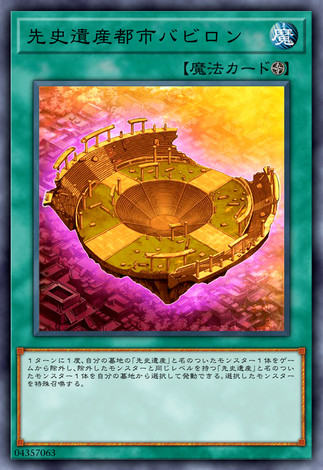 先史遺産都市バビロン
魔
【魔法カード】
１ターンに１度、自分の墓地の「先史遺産」と名のついたモンスター１体をゲ
ームから除外し、除外したモンスターと同じレベルを持つ「先史遺産」と名のつ
いたモンスター１体を自分の墓地から選択して発動できる。選択したモンスター
を特殊召喚する。
04357063